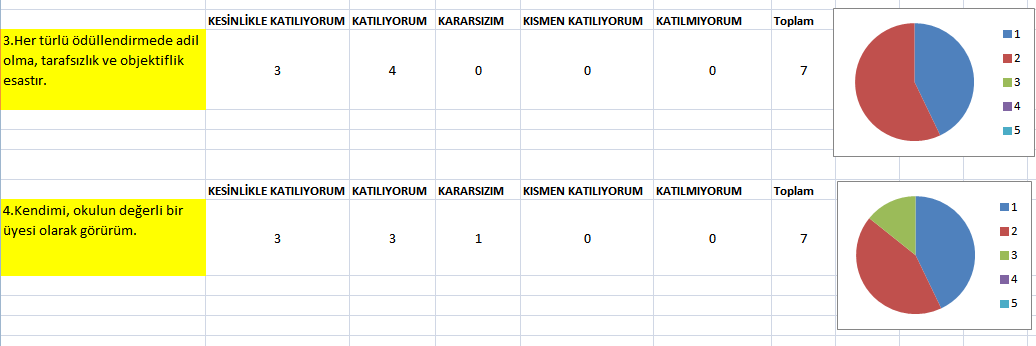 KESİNLİKLE KATILIYORUM KATILIYORUM KARARSIZIM KISMEN KATILIYORUM KATILMIYORUM Toplam
3.Her türlü ödüllendirmede adil
olma, tarafsızlık ve objektiflik
esastır.
3 4 0 0 0 7
1
2
3
4
5
KESİNLİKLE KATILIYORUM KATILIYORUM KARARSIZIM KISMEN KATILIYORUM KATILMIYORUM Toplam
4.Kendimi, okulun değerli bir
üyesi olarak görürüm.
3 3 1 0 0 7
1
2
3
4
5